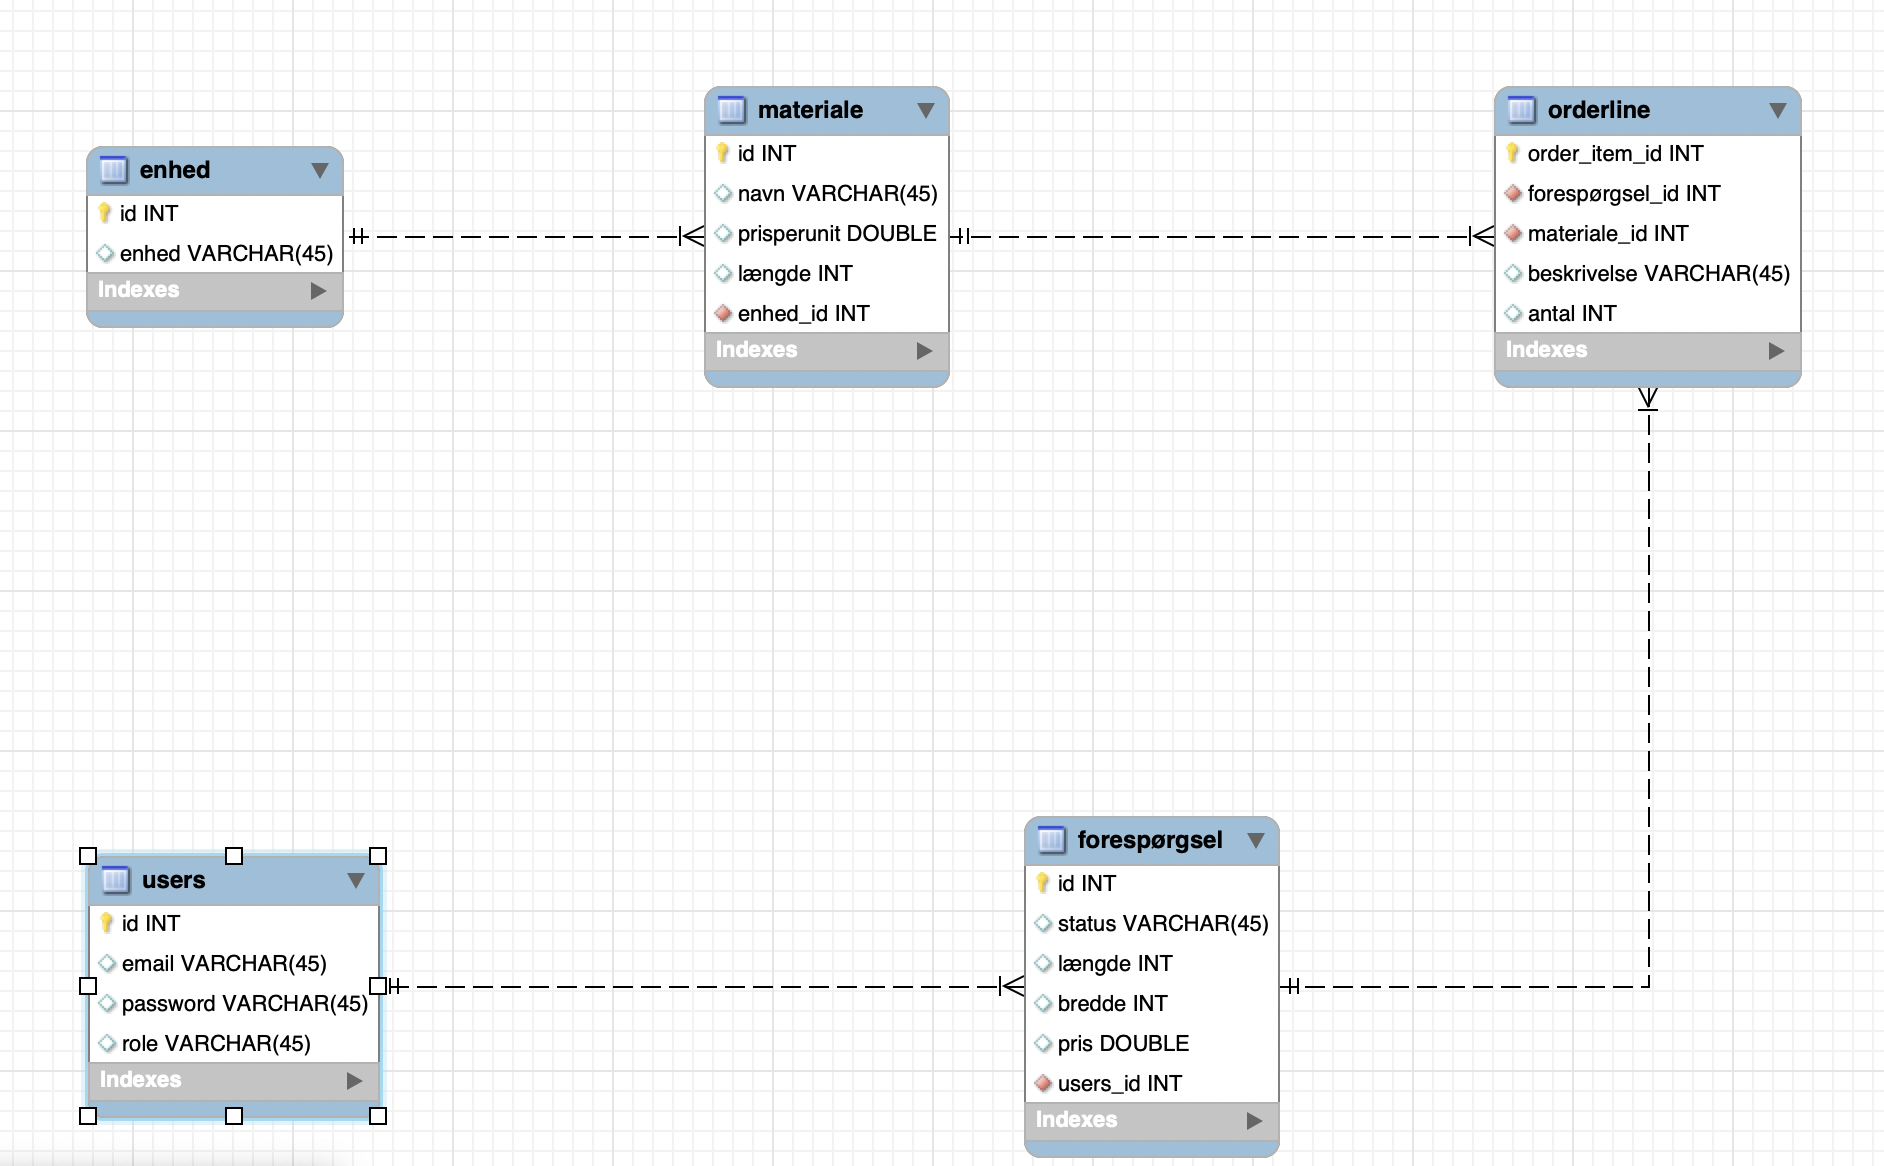 enhed
id INT
enhed VARCHAR(45)
Indexes
materiale
id INT
navn VARCHAR(45)
prisperunit DOUBLE
længde INT
enhed_id INT
Indexes
orderline
order_item_id INT
forespørgsel_id INT
materiale_id INT
beskrivelse VARCHAR(45)
antal INT
Indexes
users
id INT
email VARCHAR(45)
password VARCHAR(45)
role VARCHAR(45)
Indexes
forespørgsel
id INT
status VARCHAR(45)
længde INT
bredde INT
pris DOUBLE
users_id INT
Indexes